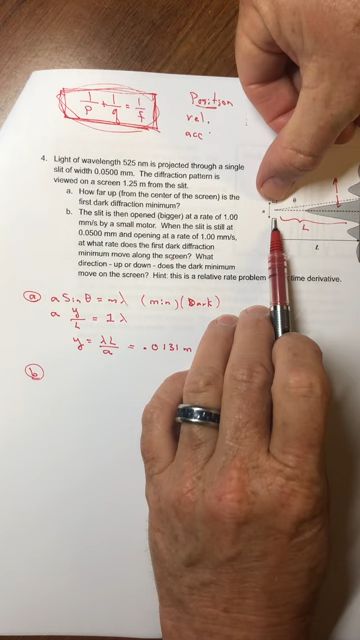 1/p + 1/q = 1/f
Position
vel,
acc
4. Light of wavelength 525 nm is projected through a single
slit of width 0.0500 mm. The diffraction pattern is
viewed on a screen 1.25 m from the slit.
a. How far up (from the center of the screen) is the
first dark diffraction minimum?
b. The slit is then opened (bigger) at a rate of 1.00
mm/s by a small motor. When the slit is still at
0.0500 mm and opening at a rate of 1.00 mm/s,
at what rate does the first dark diffraction
minimum move along the screen? What
direction - up or down - does the dark minimum
move on the screen? Hint: this is a relative rate problem time derivative.
θ
a
L
L
(a) a Sin θ = mλ (min) (Dark)
a y/L = 1 λ
y = λL/a = .0131 m
(b)